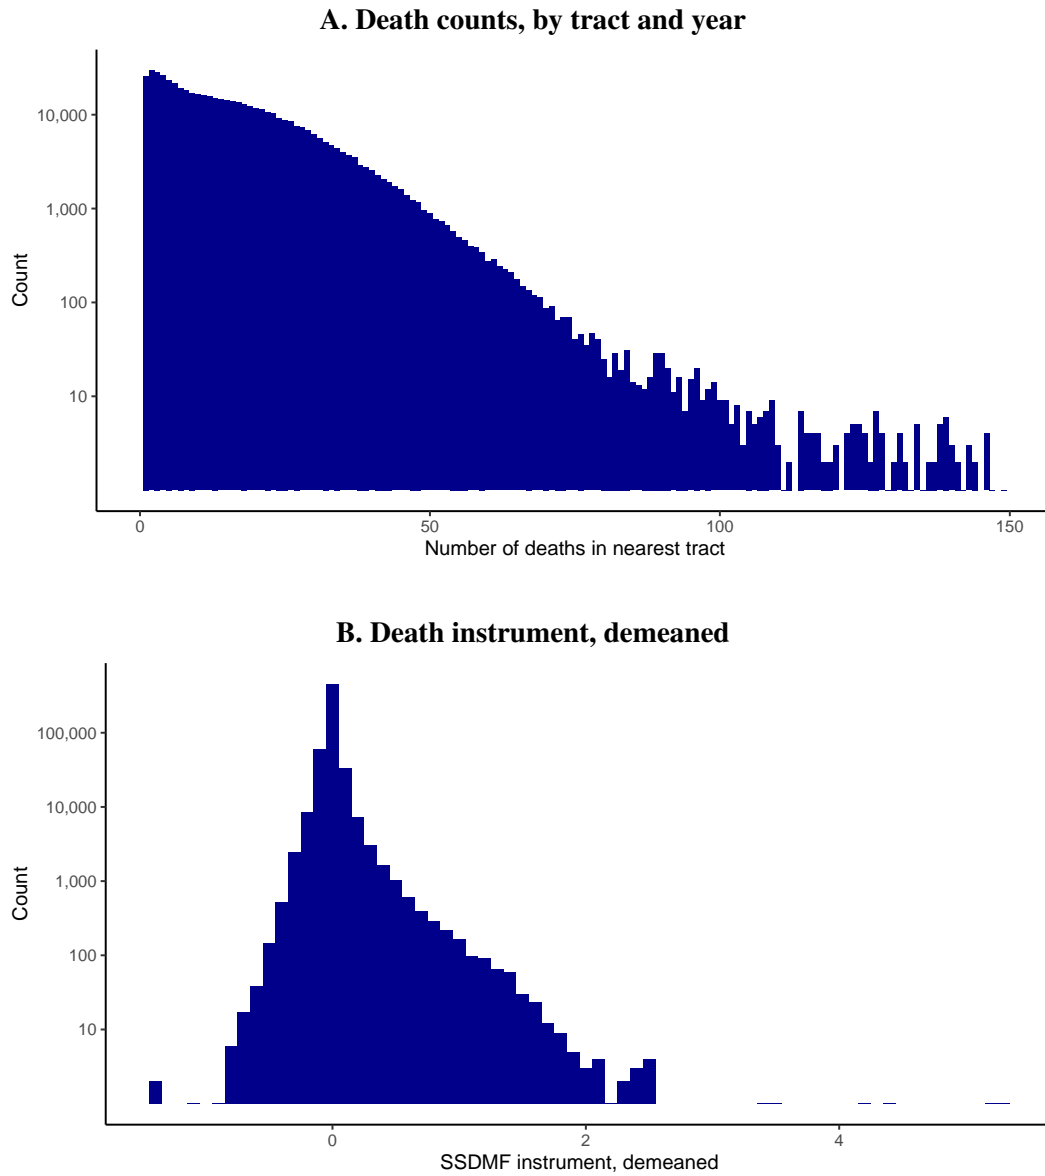 A. Death counts, by tract and year
10,000
1,000
100
10
Count
0 50 100 150
Number of deaths in nearest tract
B. Death instrument, demeaned
100,000
10,000
1,000
100
10
Count
0 2 4
SSDMF instrument, demeaned